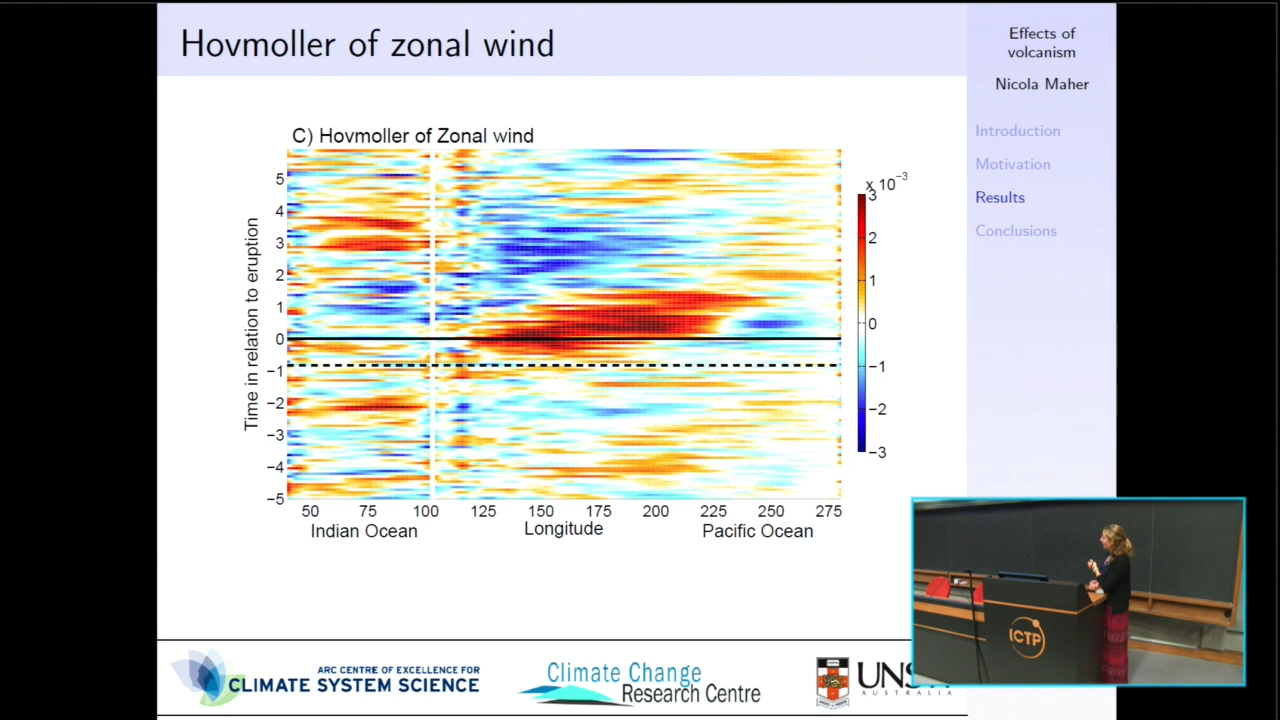 Hovmoller of zonal wind
Effects of
volcanism
Nicola Maher
Introduction
Motivation
Results
Conclusions
C) Hovmoller of Zonal wind
Time in relation to eruption
5
4
3
2
1
0
−1
−2
−3
−4
−5
50 75 100 125 150 175 200 225 250 275
Indian Ocean Longitude Pacific Ocean
x 10⁻³
3
2
1
0
−1
−2
−3
ARC CENTRE OF EXCELLENCE FOR
CLIMATE SYSTEM SCIENCE
Climate Change
Research Centre
UNS
AUSTRALIA
ICTP